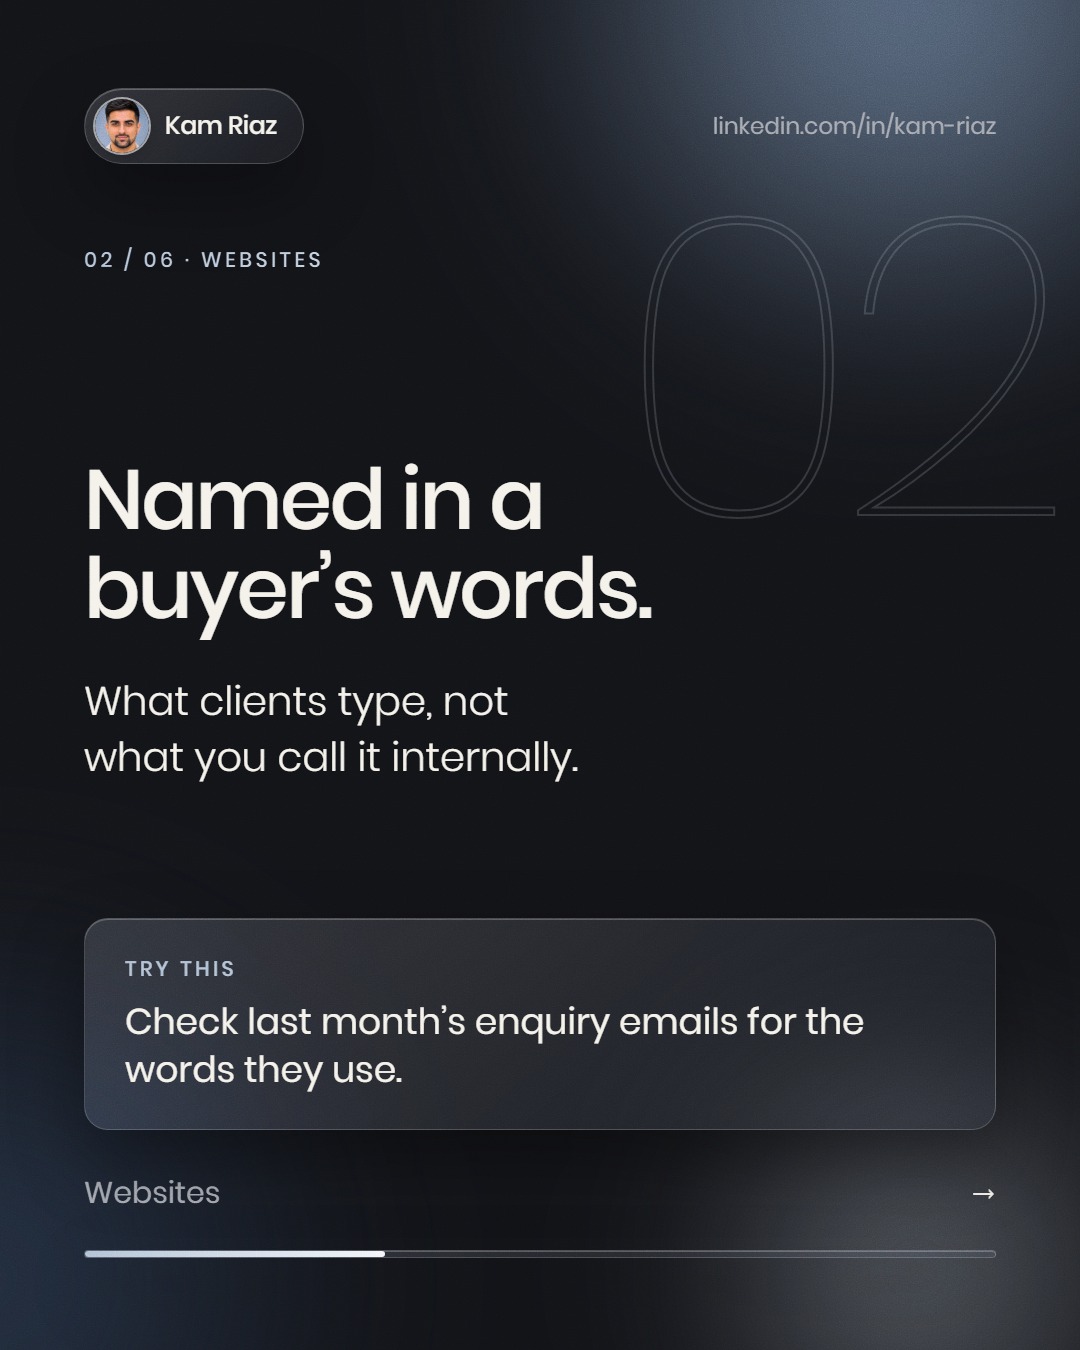 Kam Riaz
linkedin.com/in/kam-riaz
02 / 06 · WEBSITES
02
Named in a
buyer’s words.
What clients type, not
what you call it internally.
TRY THIS
Check last month’s enquiry emails for the
words they use.
Websites
→